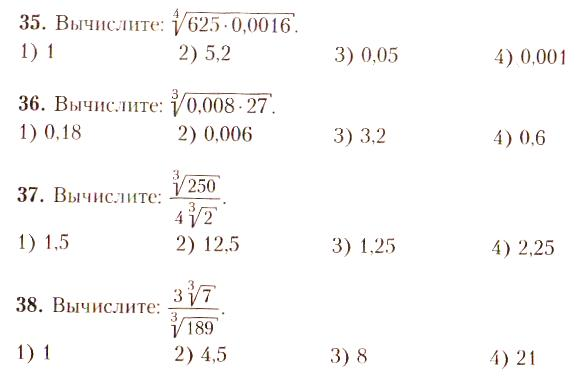 35. Вычислите: ∜(625·0,0016).
1) 1 2) 5,2 3) 0,05 4) 0,001
36. Вычислите: ∛(0,008·27).
1) 0,18 2) 0,006 3) 3,2 4) 0,6
37. Вычислите: ∛250 / 4∛2.
1) 1,5 2) 12,5 3) 1,25 4) 2,25
38. Вычислите: 3∛7 / ∛189.
1) 1 2) 4,5 3) 8 4) 21